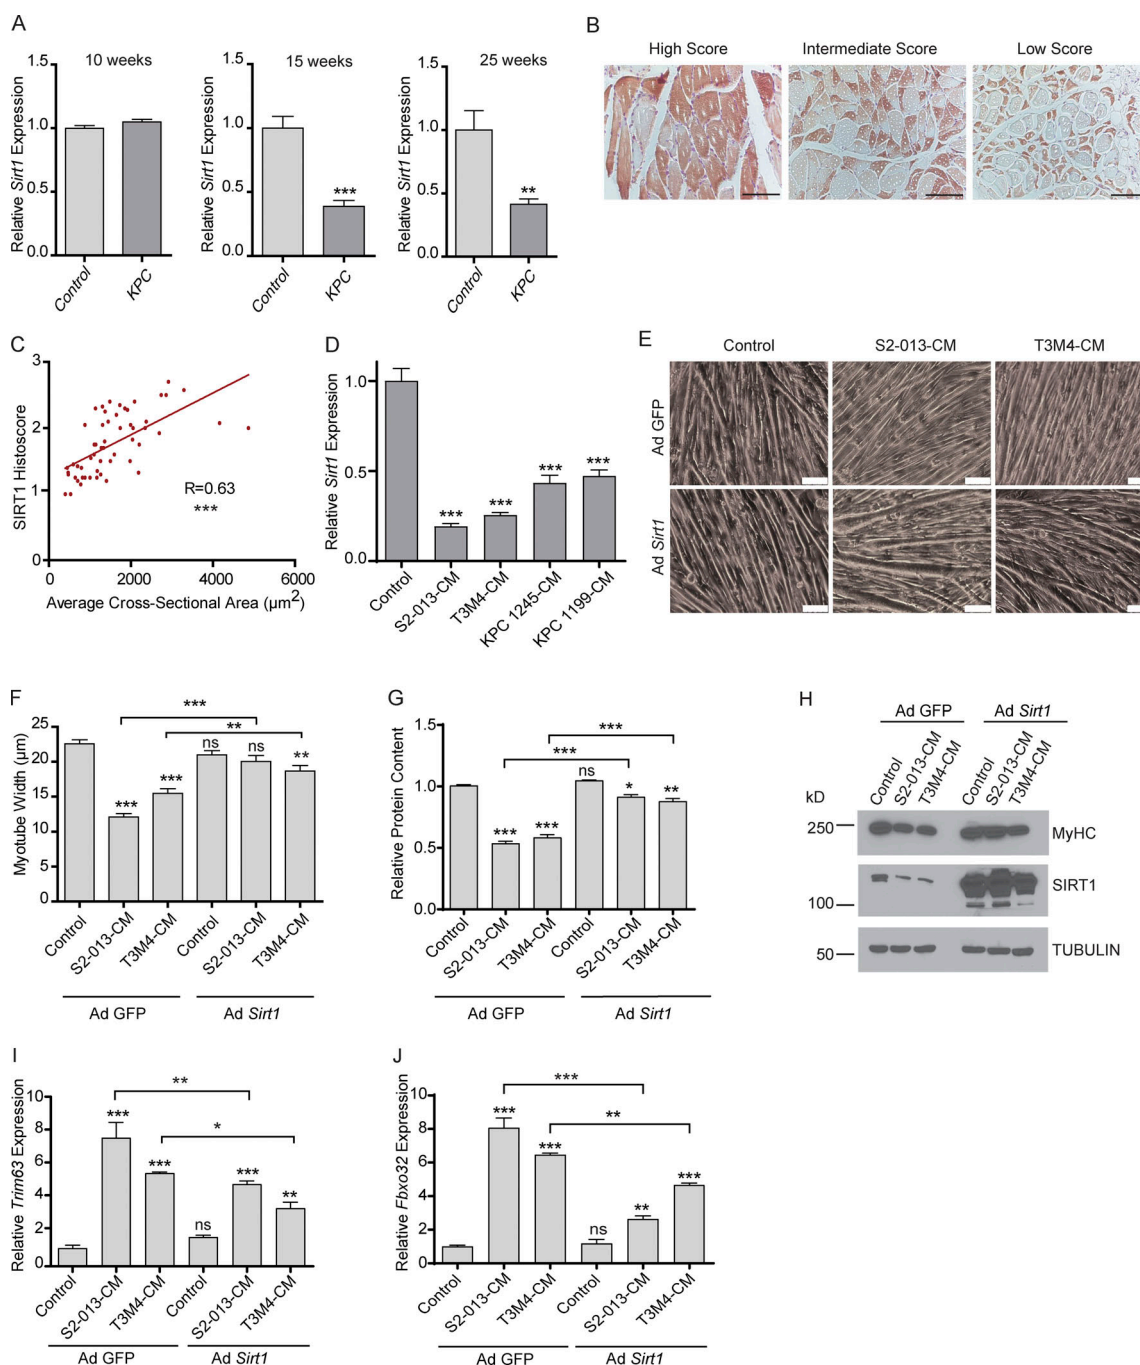 A
10 weeks
15 weeks
25 weeks
Relative Sirt1 Expression
1.5
1.0
0.5
0.0
Control
KPC
Relative Sirt1 Expression
1.5
1.0
0.5
0.0
***
Control
KPC
Relative Sirt1 Expression
1.5
1.0
0.5
0.0
**
Control
KPC
B
High Score
Intermediate Score
Low Score
C
SIRT1 Histoscore
3
2
1
0
R=0.63
***
0
2000
4000
6000
Average Cross-Sectional Area (µm2)
D
Relative Sirt1 Expression
1.0
0.5
0.0
***
***
***
***
Control
S2-013-CM
T3M4-CM
KPC 1245-CM
KPC 1199-CM
E
Control
S2-013-CM
T3M4-CM
Ad GFP
Ad Sirt1
F
Motube Width (µm)
25
20
15
10
5
0
***
**
***
***
ns
ns
**
Control
S2-013-CM
T3M4-CM
Control
S2-013-CM
T3M4-CM
Ad GFP
Ad Sirt1
G
Relative Protein Content
1.5
1.0
0.5
0.0
***
***
***
***
ns
*
**
Control
S2-013-CM
T3M4-CM
Control
S2-013-CM
T3M4-CM
Ad GFP
Ad Sirt1
H
Ad GFP
Ad Sirt1
Control
S2-013-CM
T3M4-CM
Control
S2-013-CM
T3M4-CM
kD
250
MyHC
SIRT1
100
50
TUBULIN
I
Relative Trim63 Expression
10
8
6
4
2
0
**
*
***
***
ns
***
**
Control
S2-013-CM
T3M4-CM
Control
S2-013-CM
T3M4-CM
Ad GFP
Ad Sirt1
J
Relative Fbxo32 Expression
10
8
6
4
2
0
***
**
***
***
ns
**
***
Control
S2-013-CM
T3M4-CM
Control
S2-013-CM
T3M4-CM
Ad GFP
Ad Sirt1